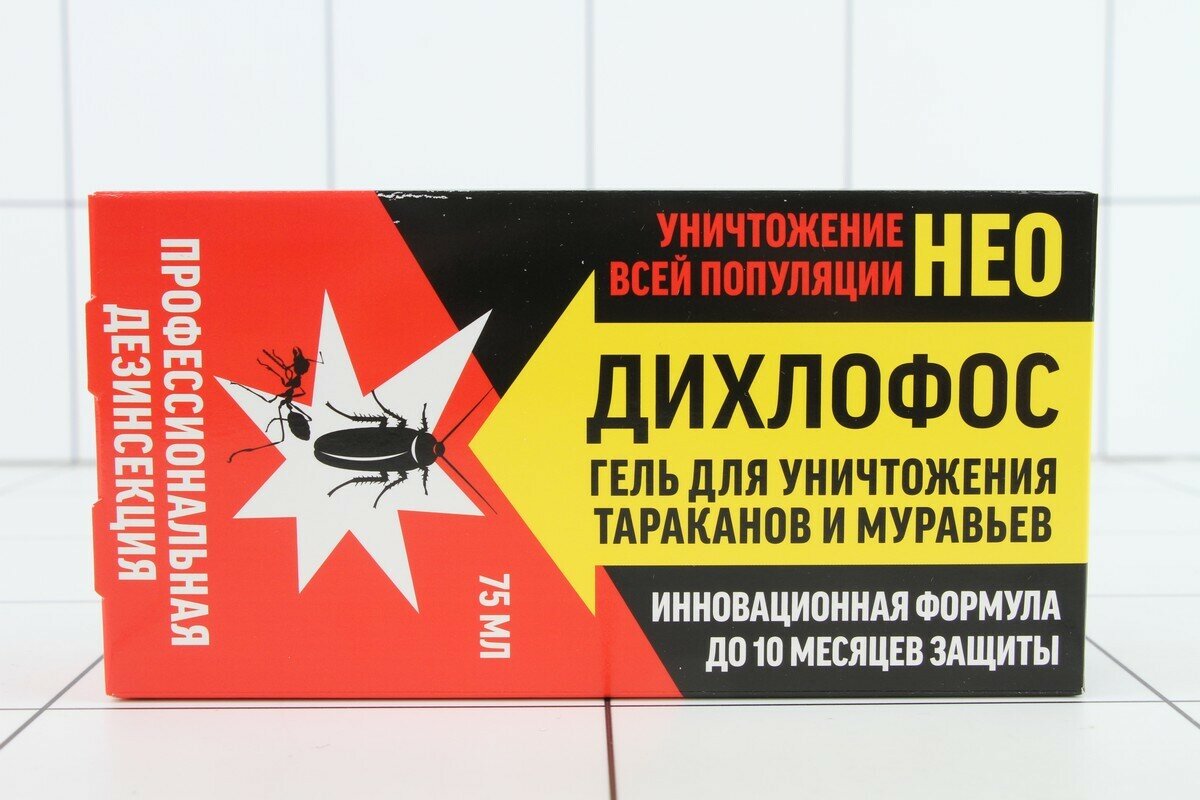 ПРОФЕССИОНАЛЬНАЯ
ДЕЗИНСЕКЦИЯ
75 МЛ
УНИЧТОЖЕНИЕ
ВСЕЙ ПОПУЛЯЦИИ
НЕО
ДИХЛОФОС
ГЕЛЬ ДЛЯ УНИЧТОЖЕНИЯ
ТАРАКАНОВ И МУРАВЬЕВ
ИННОВАЦИОННАЯ ФОРМУЛА
ДО 10 МЕСЯЦЕВ ЗАЩИТЫ